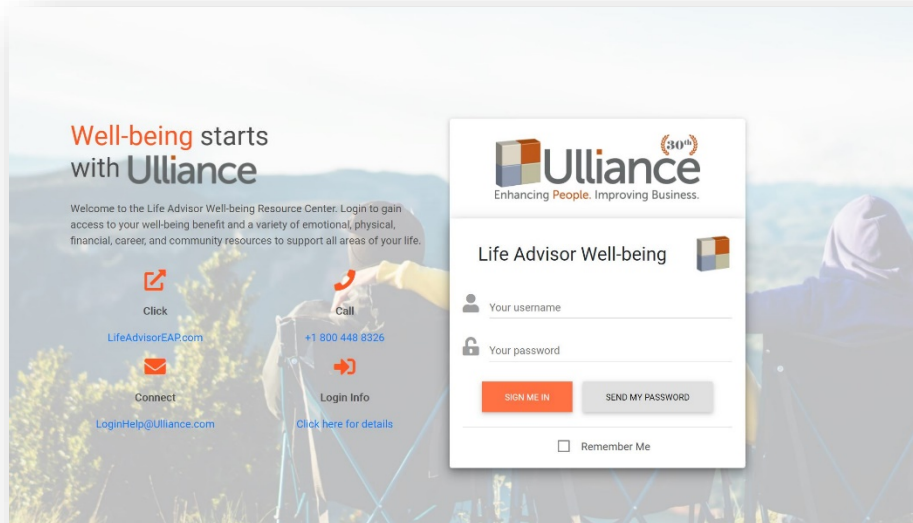 Well-being starts
with Ulliance
Welcome to the Life Advisor Well-being Resource Center. Login to gain
access to your well-being benefit and a variety of emotional, physical,
financial, career, and community resources to support all areas of your life.
Click
Call
LifeAdvisorEAP.com
+1 800 448 8326
Connect
Login Info
LoginHelp@Ulliance.com
Click here for details
30th
Ulliance
Enhancing People. Improving Business.
Life Advisor Well-being
Your username
Your password
SIGN ME IN
SEND MY PASSWORD
Remember Me